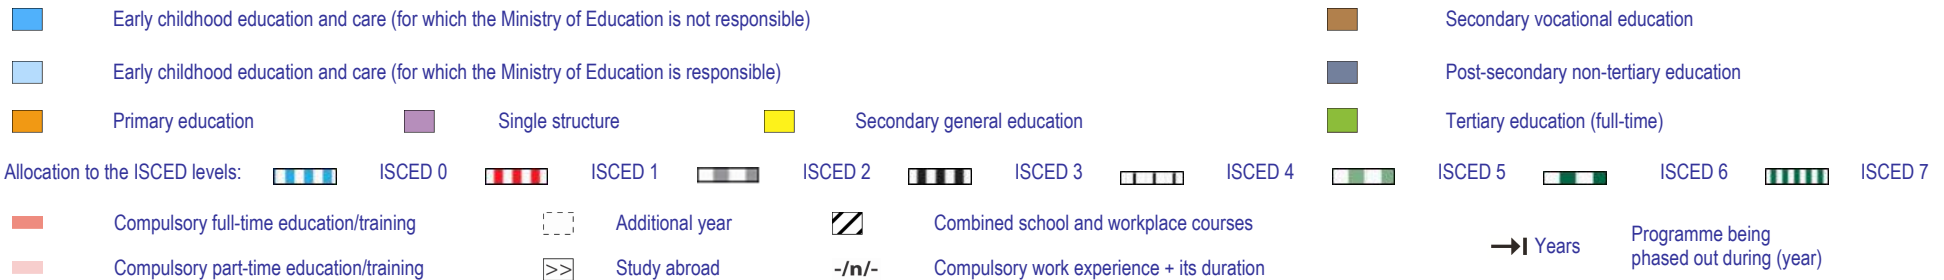 Early childhood education and care (for which the Ministry of Education is not responsible)
Secondary vocational education
Early childhood education and care (for which the Ministry of Education is responsible)
Post-secondary non-tertiary education
Primary education
Single structure
Secondary general education
Tertiary education (full-time)
Allocation to the ISCED levels:
ISCED 0
ISCED 1
ISCED 2
ISCED 3
ISCED 4
ISCED 5
ISCED 6
ISCED 7
Compulsory full-time education/training
Additional year
Combined school and workplace courses
Years
Programme being
phased out during (year)
Compulsory part-time education/training
>>
Study abroad
-/n/-
Compulsory work experience + its duration